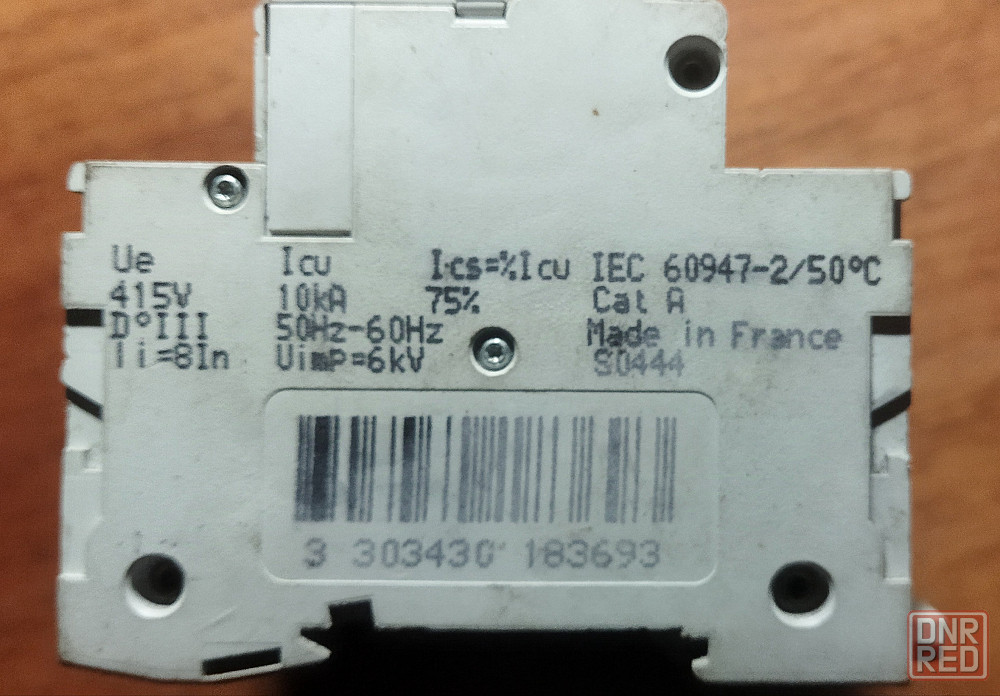 Ue Icu Ics=%Icu IEC 60947-2/50°C
415V 10kA 75% Cat A
D°III 50Hz-60Hz Made in France
Ii=8In Uimp=6kV S0444
3 303430 183693
DNR
RED